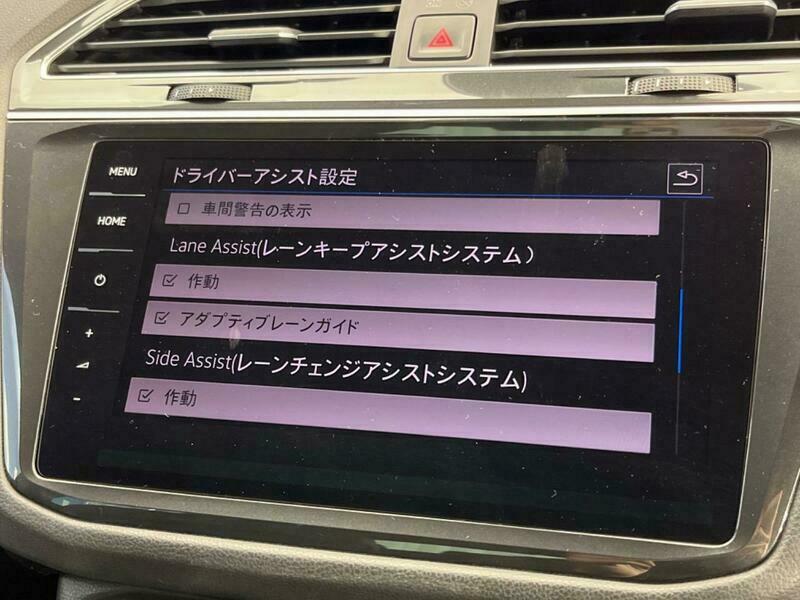 MENU
HOME
+
-
ドライバーアシスト設定
車間警告の表示
Lane Assist(レーンキープアシストシステム)
作動
アダプティブレーンガイド
Side Assist(レーンチェンジアシストシステム)
作動